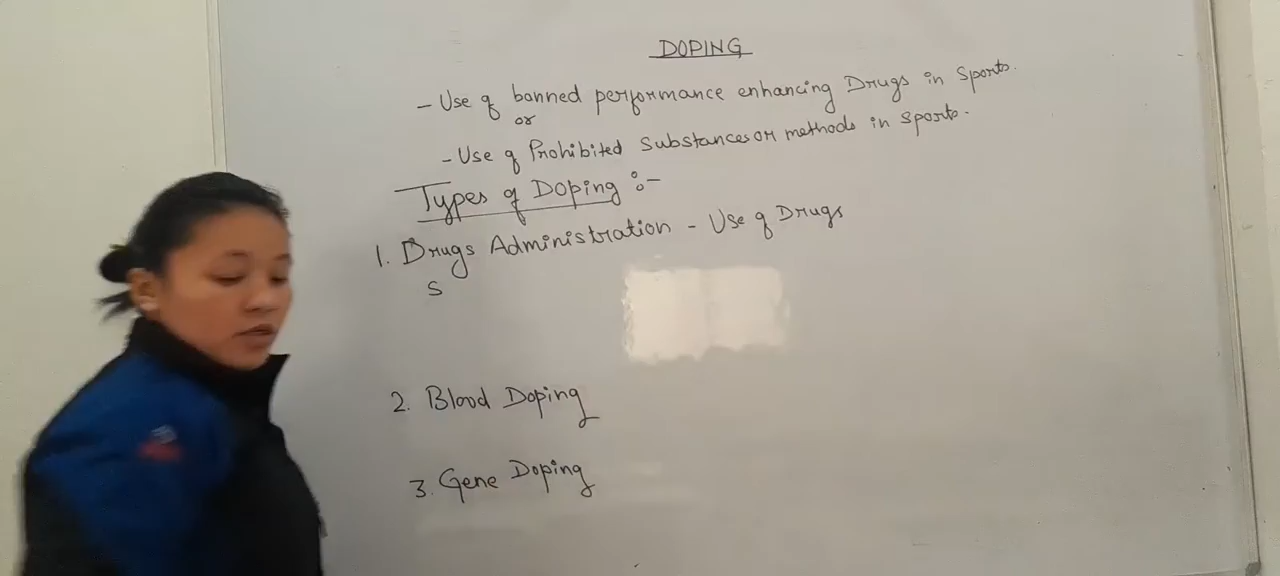 DOPING
- Use of banned performance enhancing Drugs in Sports.
or
- Use of Prohibited Substances or methods in sports.
Types of Doping :-
1. Drugs Administration - Use of Drugs
S
2. Blood Doping
3. Gene Doping